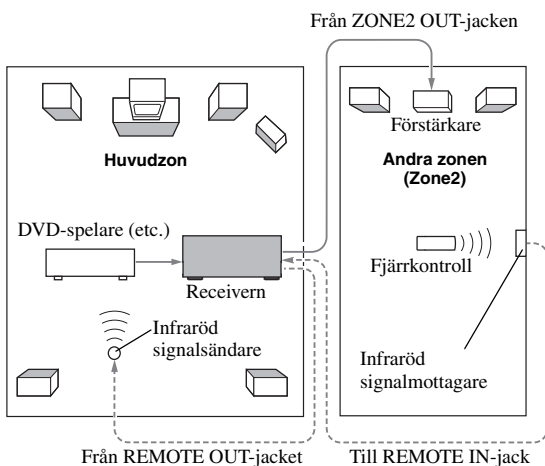 Från ZONE2 OUT-jacken
Förstärkare
Huvudzon
Andra zonen
(Zone2)
DVD-spelare (etc.)
Fjärrkontroll
Receivern
Infraröd
signalsändare
Infraröd
signalmottagare
Från REMOTE OUT-jacket
Till REMOTE IN-jack